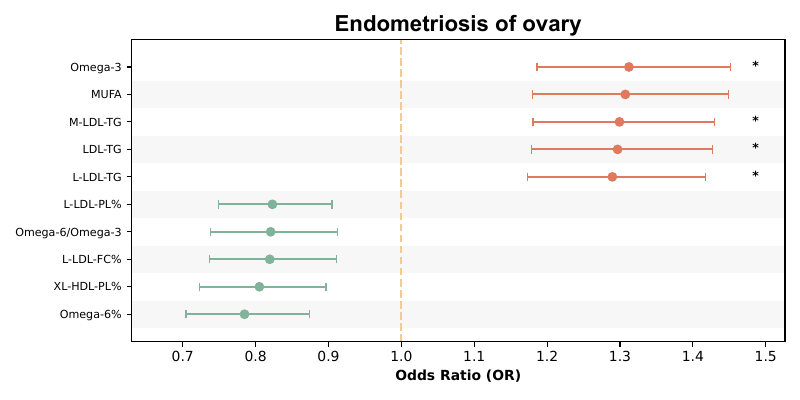 Endometriosis of ovary
Omega-3 *
MUFA
M-LDL-TG *
LDL-TG *
L-LDL-TG *
L-LDL-PL%
Omega-6/Omega-3
L-LDL-FC%
XL-HDL-PL%
Omega-6%
0.7 0.8 0.9 1.0 1.1 1.2 1.3 1.4 1.5
Odds Ratio (OR)